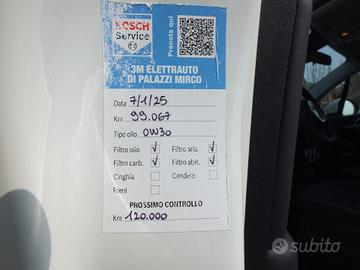 BOSCH
Service
Prenota qui
3M ELETTRAUTO
DI PALAZZI MIRCO
Data 7/1/25
Km 99.067
Tipo olio 0W30
Filtro olio ✓ Filtro aria ✓
Filtro carb. ✓ Filtro abit. ✓
Cinghia Candele
Freni
PROSSIMO CONTROLLO
Km 120.000
subito